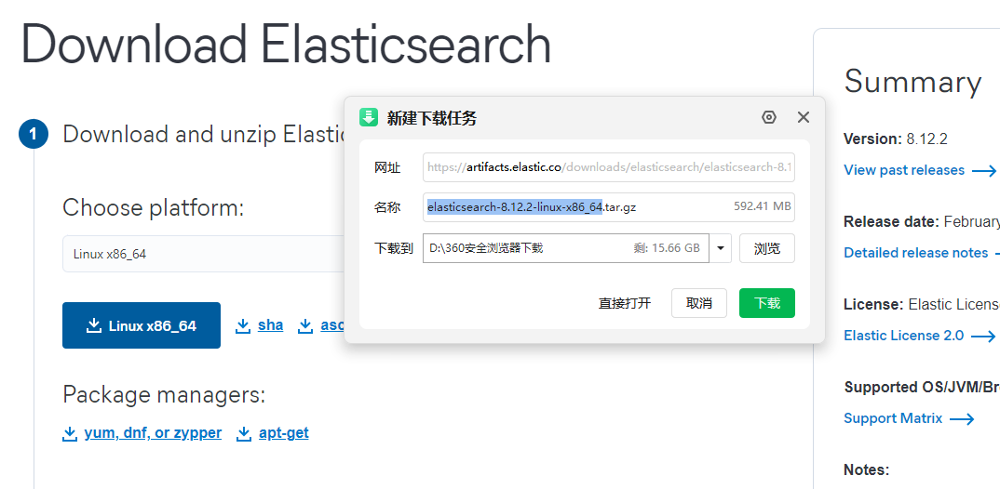 Download Elasticsearch
1
Download and unzip Elastic
Choose platform:
Linux x86_64
Linux x86_64
sha
asc
Package managers:
yum, dnf, or zypper
apt-get
新建下载任务
网址
https://artifacts.elastic.co/downloads/elasticsearch/elasticsearch-8.1
名称
elasticsearch-8.12.2-linux-x86_64.tar.gz
592.41 MB
下载到
D:\360安全浏览器下载
剩: 15.66 GB
浏览
直接打开
取消
下载
Summary
Version: 8.12.2
View past releases
Release date: February
Detailed release notes
License: Elastic License
Elastic License 2.0
Supported OS/JVM/Br
Support Matrix
Notes: